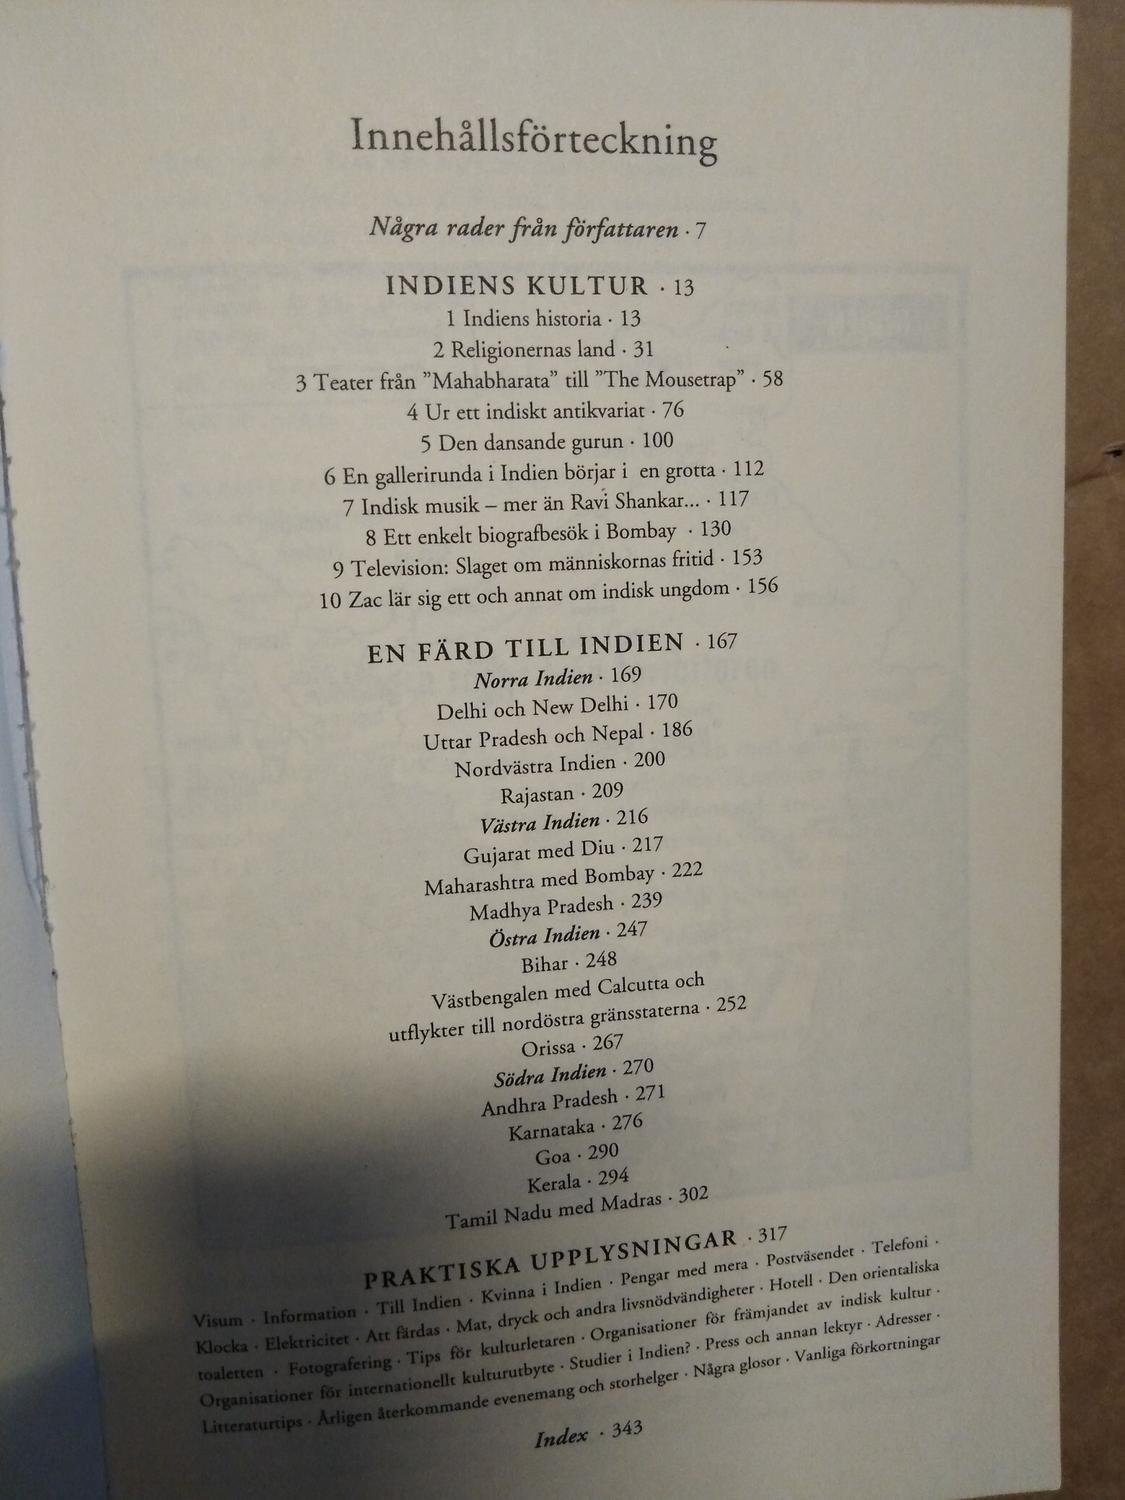 Innehållsförteckning
Några rader från författaren · 7
INDIENS KULTUR · 13
1 Indiens historia · 13
2 Religionernas land · 31
3 Teater från ”Mahabharata” till ”The Mousetrap” · 58
4 Ur ett indiskt antikvariat · 76
5 Den dansande gurun · 100
6 En gallerirunda i Indien börjar i en grotta · 112
7 Indisk musik – mer än Ravi Shankar... · 117
8 Ett enkelt biografbesök i Bombay · 130
9 Television: Slaget om människornas fritid · 153
10 Zac lär sig ett och annat om indisk ungdom · 156
EN FÄRD TILL INDIEN · 167
Norra Indien · 169
Delhi och New Delhi · 170
Uttar Pradesh och Nepal · 186
Nordvästra Indien · 200
Rajastan · 209
Västra Indien · 216
Gujarat med Diu · 217
Maharashtra med Bombay · 222
Madhya Pradesh · 239
Östra Indien · 247
Bihar · 248
Västbengalen med Calcutta och
utflykter till nordöstra gränsstaterna · 252
Orissa · 267
Södra Indien · 270
Andhra Pradesh · 271
Karnataka · 276
Goa · 290
Kerala · 294
Tamil Nadu med Madras · 302
PRAKTISKA UPPLYSNINGAR · 317
Visum · Information · Till Indien · Kvinna i Indien · Pengar med mera · Postväsendet · Telefoni ·
Klocka · Elektricitet · Att färdas · Mat, dryck och andra livsnödvändigheter · Hotell · Den orientaliska
toaletten · Fotografering · Tips för kulturletaren · Organisationer för främjandet av indisk kultur ·
Organisationer för internationellt kulturutbyte · Studier i Indien? · Press och annan lektyr · Adresser ·
Litteraturtips · Årligen återkommande evenemang och storhelger · Några glosor · Vanliga förkortningar
Index · 343